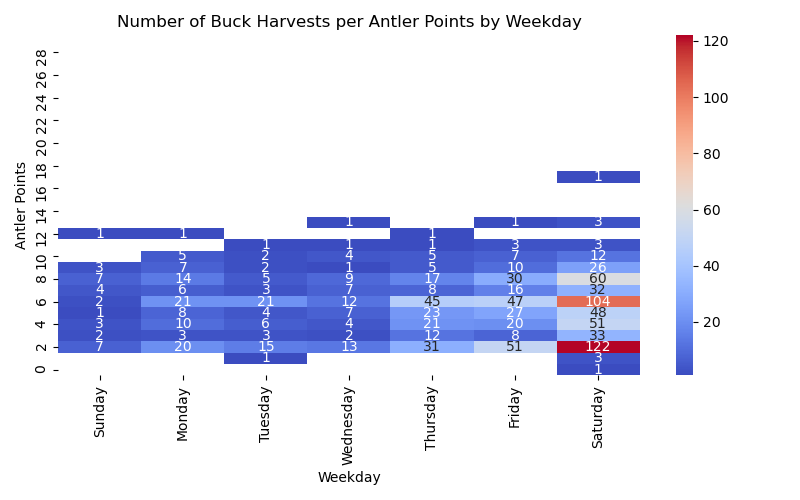 Number of Buck Harvests per Antler Points by Weekday
Antler Points
28
26
24
22
20
18
16
14
12
10
8
6
4
2
0
1
1 1 3
1 1 1
1 1 1 3 3
5 2 4 5 7 12
3 7 2 1 5 10 26
7 14 5 9 17 30 60
4 6 3 7 8 16 32
2 21 21 12 45 47 104
1 8 4 7 23 27 48
3 10 6 4 21 20 51
2 3 3 2 12 8 33
7 20 15 13 31 51 122
1 3
1
Sunday Monday Tuesday Wednesday Thursday Friday Saturday
Weekday
120
100
80
60
40
20